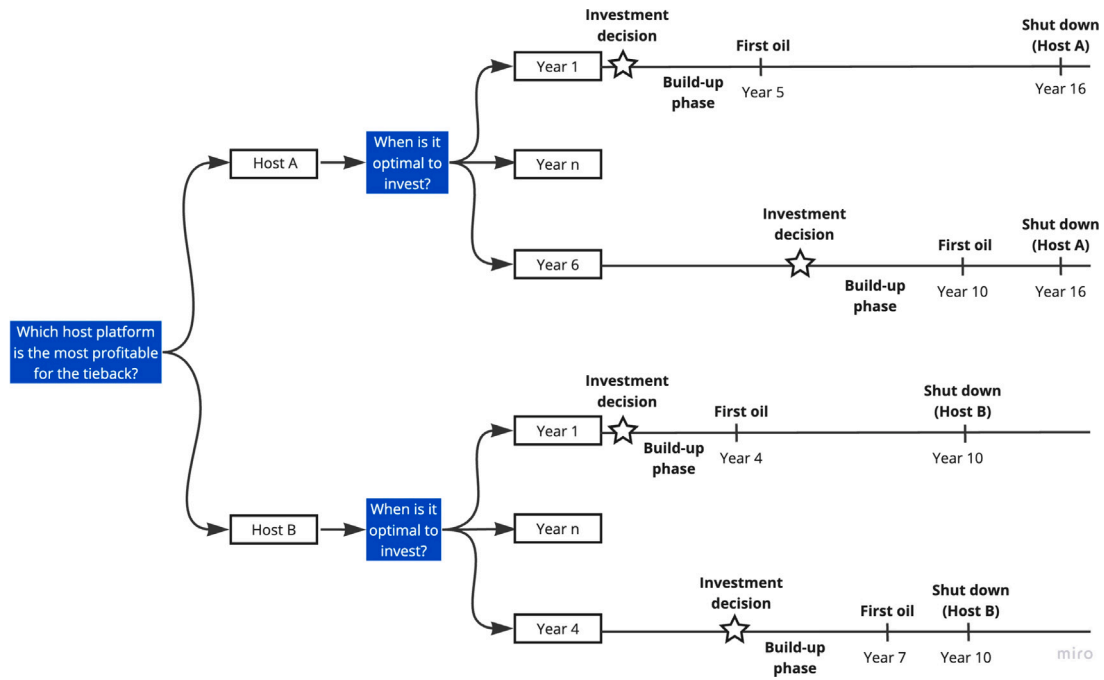 Investment
decision
First oil
Shut down
(Host A)
Year 1
Build-up
phase
Year 5
Year 16
When is it
optimal to
invest?
Host A
Year n
Investment
decision
First oil
Shut down
(Host A)
Year 6
Build-up
phase
Year 10
Year 16
Which host platform
is the most profitable
for the tieback?
Investment
decision
First oil
Shut down
(Host B)
Year 1
Build-up
phase
Year 4
Year 10
When is it
optimal to
invest?
Host B
Year n
Investment
decision
First oil
Shut down
(Host B)
Year 4
Build-up
phase
Year 7
Year 10
miro